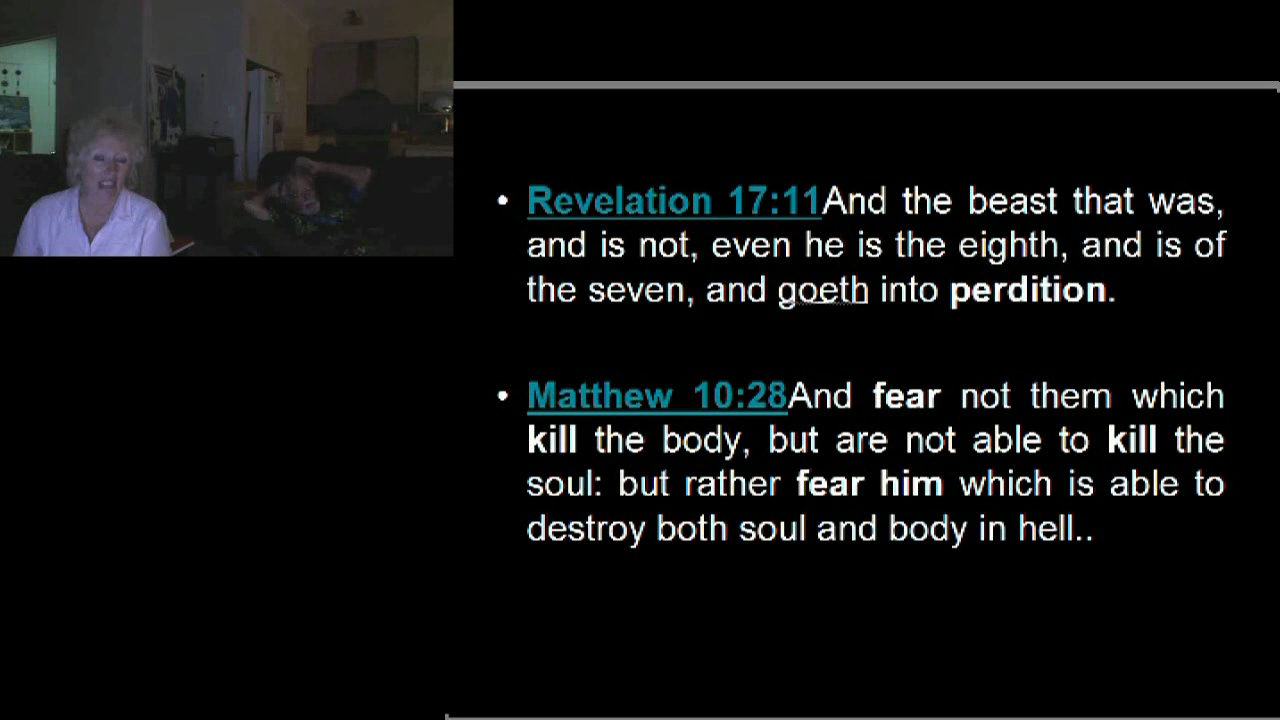 • Revelation 17:11And the beast that was,
and is not, even he is the eighth, and is of
the seven, and goeth into perdition.
• Matthew 10:28And fear not them which
kill the body, but are not able to kill the
soul: but rather fear him which is able to
destroy both soul and body in hell..